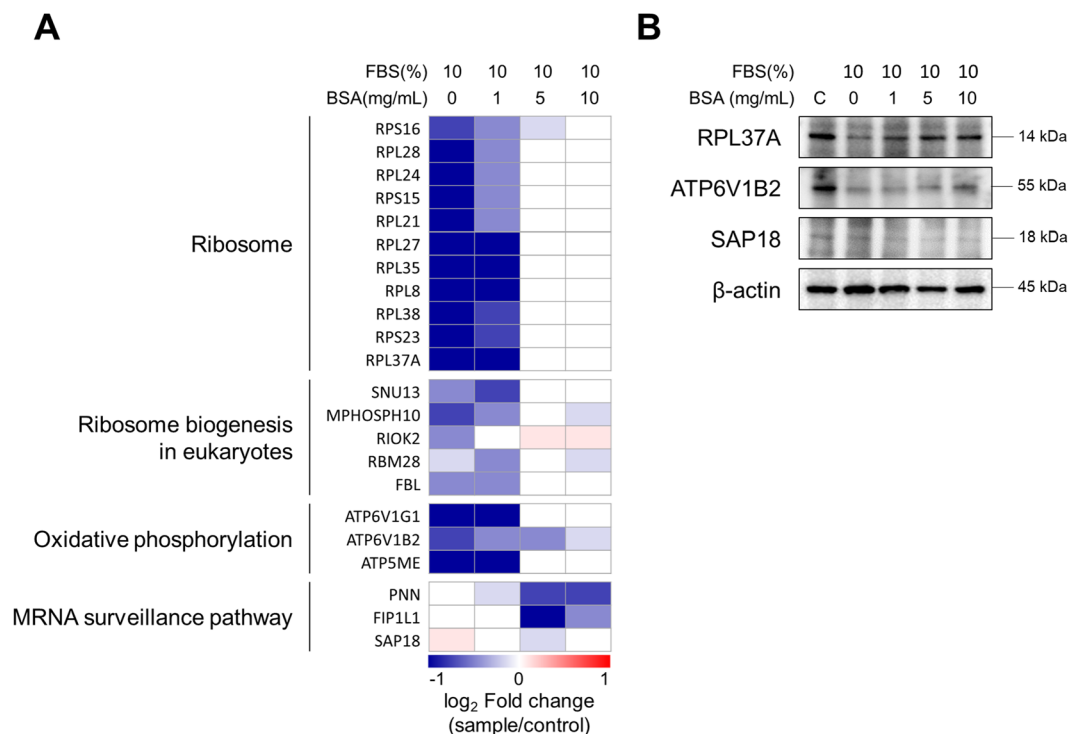 A
FBS(%) 10 10 10 10
BSA(mg/mL) 0 1 5 10
Ribosome
RPS16
RPL28
RPL24
RPS15
RPL21
RPL27
RPL35
RPL8
RPL38
RPS23
RPL37A
Ribosome biogenesis
in eukaryotes
SNU13
MPHOSPH10
RIOK2
RBM28
FBL
Oxidative phosphorylation
ATP6V1G1
ATP6V1B2
ATP5ME
MRNA surveillance pathway
PNN
FIP1L1
SAP18
-1 0 1
log₂ Fold change
(sample/control)
B
FBS(%) 10 10 10 10
BSA (mg/mL) C 0 1 5 10
RPL37A 14 kDa
ATP6V1B2 55 kDa
SAP18 18 kDa
β-actin 45 kDa